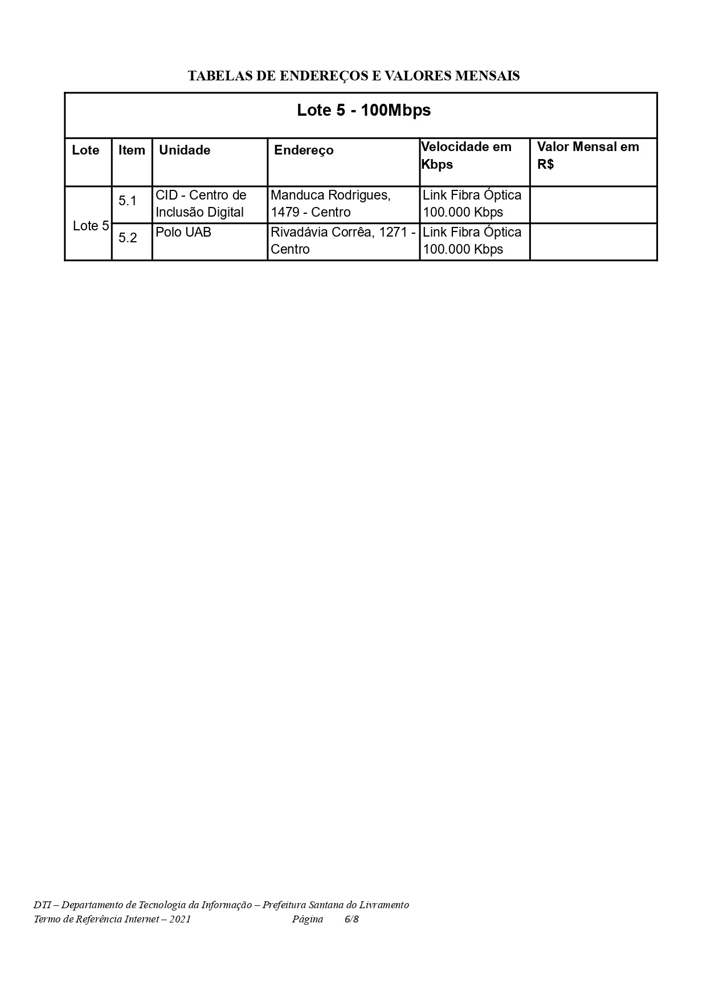 TABELAS DE ENDEREÇOS E VALORES MENSAIS
Lote 5 - 100Mbps
Lote
Item
Unidade
Endereço
Velocidade em
Kbps
Valor Mensal em
R$
Lote 5
5.1
CID - Centro de
Inclusão Digital
Manduca Rodrigues,
1479 - Centro
Link Fibra Óptica
100.000 Kbps
5.2
Polo UAB
Rivadávia Corrêa, 1271 -
Centro
Link Fibra Óptica
100.000 Kbps
DTI – Departamento de Tecnologia da Informação – Prefeitura Santana do Livramento
Termo de Referência Internet – 2021 Página 6/8